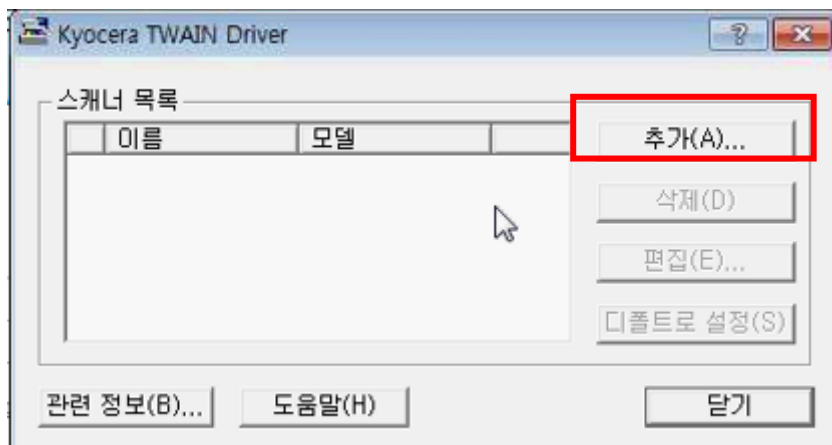 Kyocera TWAIN Driver
스캐너 목록
이름 모델
추가(A)...
삭제(D)
편집(E)...
디폴트로 설정(S)
관련 정보(B)... 도움말(H) 닫기